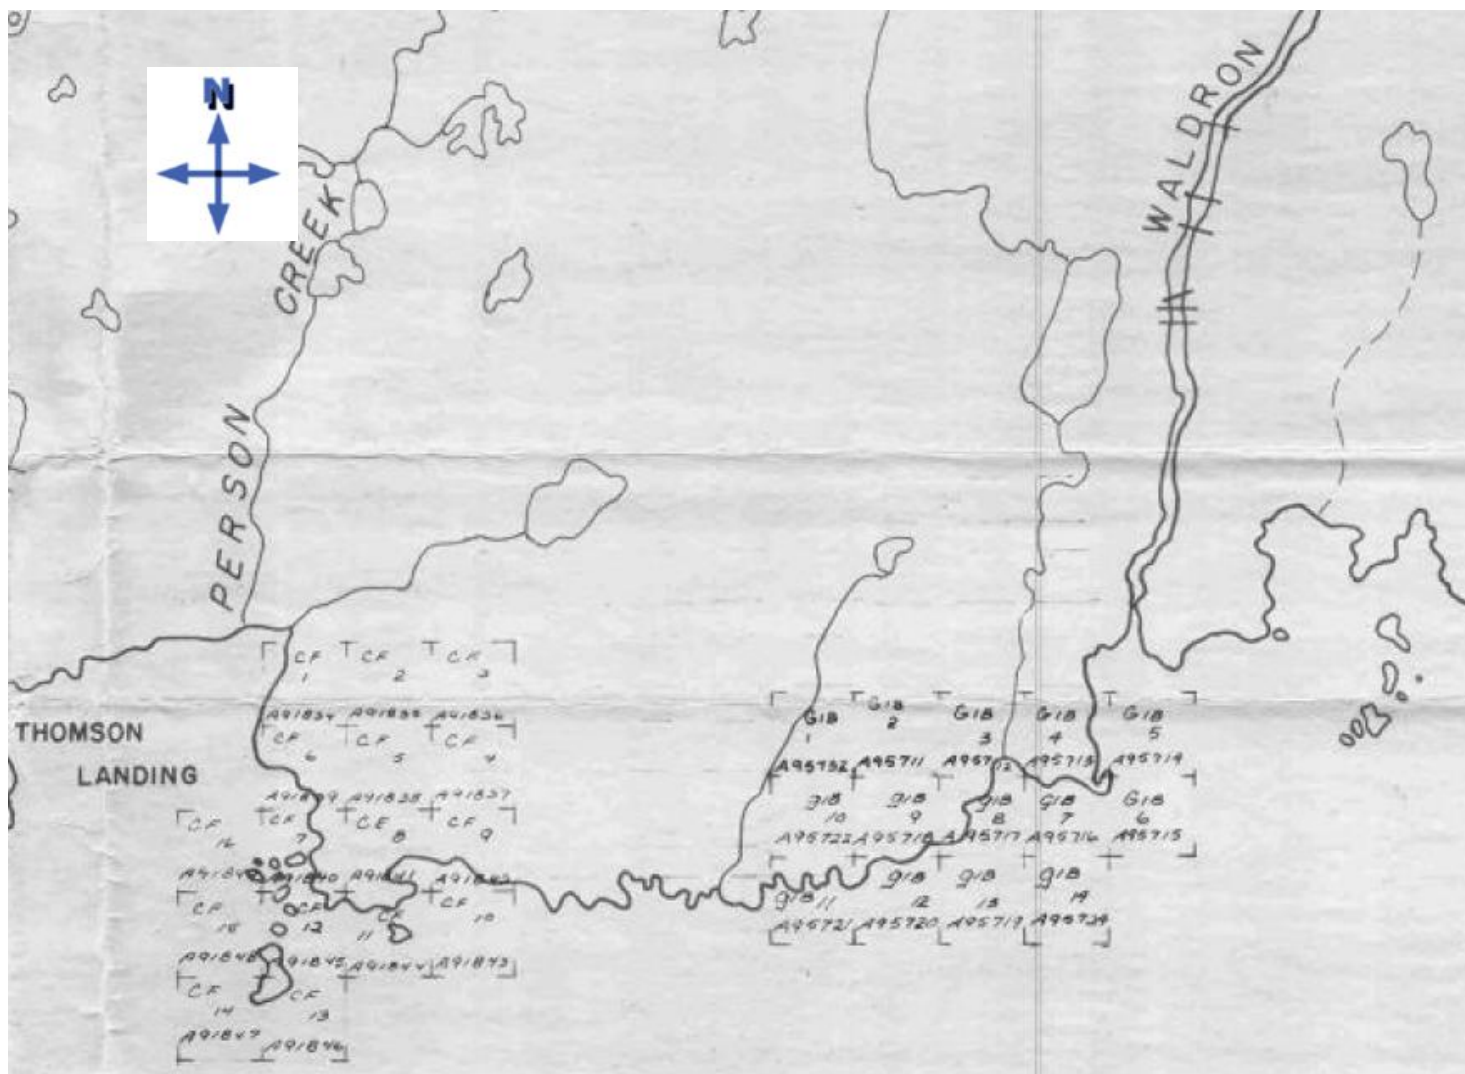 N
WALDRON
CREEK
PERSON
CF 1
CF 2
CF 3
A91834
A91835
A91836
THOMSON
LANDING
CF 6
CF 5
CF 4
A91839
A91838
A91837
CF 16
CF 7
CF 8
CF 9
A91840
A91841
A91842
CF 15
CF 12
CF 11
CF 10
A91848
A91845
A91844
A91843
CF 14
CF 13
A91847
A91846
GIB 1
GIB 2
GIB 3
GIB 4
GIB 5
A95711
A95712
A95713
A95714
GIB 10
GIB 9
GIB 8
GIB 7
GIB 6
A95722
A95718
A95717
A95716
A95715
GIB 11
GIB 12
GIB 13
GIB 14
A95721
A95720
A95719